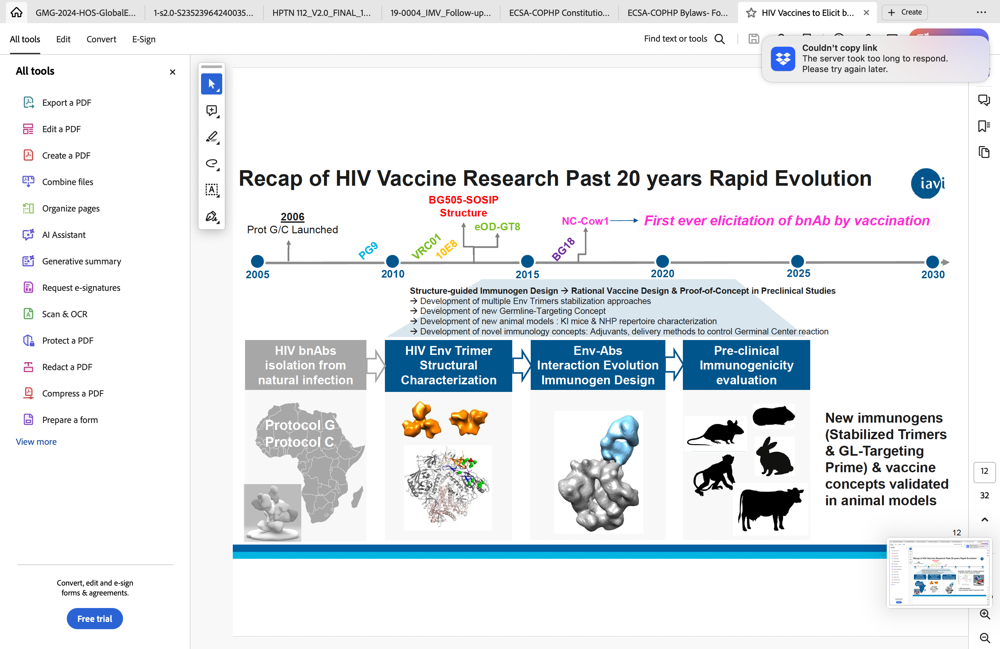 GMG-2024-HOS-GlobalE...
1-s2.0-S23523964240035...
HPTN 112_V2.0_FINAL_1...
19-0004_IMV_Follow-up...
ECSA-COPHP Constitutio...
ECSA-COPHP Bylaws- Fo...
HIV Vaccines to Elicit b...
Create
All tools
Edit
Convert
E-Sign
Find text or tools
Couldn't copy link
The server took too long to respond.
Please try again later.
All tools
Export a PDF
Edit a PDF
Create a PDF
Combine files
Organize pages
AI Assistant
Generative summary
Request e-signatures
Scan & OCR
Protect a PDF
Redact a PDF
Compress a PDF
Prepare a form
View more
Convert, edit and e-sign
forms & agreements.
Free trial
Recap of HIV Vaccine Research Past 20 years Rapid Evolution
iavi
2006
Prot G/C Launched
PG9
VRC01
10E8
BG505-SOSIP
Structure
eOD-GT8
BG18
NC-Cow1
First ever elicitation of bnAb by vaccination
2005
2010
2015
2020
2025
2030
Structure-guided Immunogen Design → Rational Vaccine Design & Proof-of-Concept in Preclinical Studies
→ Development of multiple Env Trimers stabilization approaches
→ Development of new Germline-Targeting Concept
→ Development of new animal models : KI mice & NHP repertoire characterization
→ Development of novel immunology concepts: Adjuvants, delivery methods to control Germinal Center reaction
HIV bnAbs
isolation from
natural infection
HIV Env Trimer
Structural
Characterization
Env-Abs
Interaction Evolution
Immunogen Design
Pre-clinical
Immunogenicity
evaluation
Protocol G
Protocol C
New immunogens
(Stabilized Trimers
& GL-Targeting
Prime) & vaccine
concepts validated
in animal models
12
12
32
Recap of HIV Vaccine Research Past 20 years Rapid Evolution